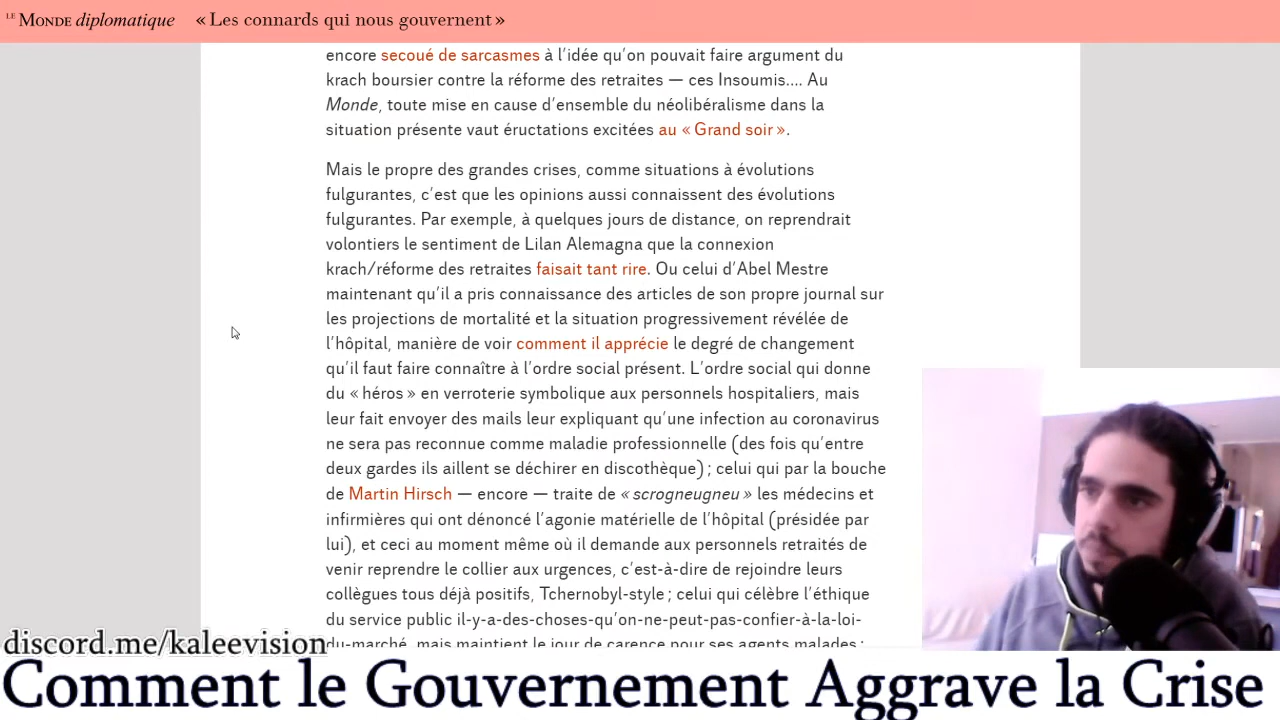 LE MONDE diplomatique « Les connards qui nous gouvernent »
encore secoué de sarcasmes à l’idée qu’on pouvait faire argument du
krach boursier contre la réforme des retraites — ces Insoumis…. Au
Monde, toute mise en cause d’ensemble du néolibéralisme dans la
situation présente vaut éructations excitées au « Grand soir ».
Mais le propre des grandes crises, comme situations à évolutions
fulgurantes, c’est que les opinions aussi connaissent des évolutions
fulgurantes. Par exemple, à quelques jours de distance, on reprendrait
volontiers le sentiment de Lilan Alemagna que la connexion
krach/réforme des retraites faisait tant rire. Ou celui d’Abel Mestre
maintenant qu’il a pris connaissance des articles de son propre journal sur
les projections de mortalité et la situation progressivement révélée de
l’hôpital, manière de voir comment il apprécie le degré de changement
qu’il faut faire connaître à l’ordre social présent. L’ordre social qui donne
du « héros » en verroterie symbolique aux personnels hospitaliers, mais
leur fait envoyer des mails leur expliquant qu’une infection au coronavirus
ne sera pas reconnue comme maladie professionnelle (des fois qu’entre
deux gardes ils aillent se déchirer en discothèque) ; celui qui par la bouche
de Martin Hirsch — encore — traite de « scrogneugneu » les médecins et
infirmières qui ont dénoncé l’agonie matérielle de l’hôpital (présidée par
lui), et ceci au moment même où il demande aux personnels retraités de
venir reprendre le collier aux urgences, c’est-à-dire de rejoindre leurs
collègues tous déjà positifs, Tchernobyl-style ; celui qui célèbre l’éthique
du service public il-y-a-des-choses-qu’on-ne-peut-pas-confier-à-la-loi-
du-marché, mais maintient le jour de carence pour ses agents malades ;
discord.me/kaleevision
Comment le Gouvernement Aggrave la Crise